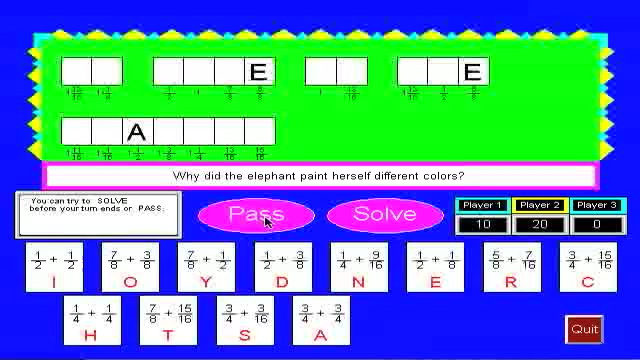 E E
A
Why did the elephant paint herself different colors?
You can try to SOLVE
before your turn ends or PASS.
Pass Solve
Player 1 Player 2 Player 3
10 20 0
1/2 + 1/2 7/8 + 3/8 7/8 + 1/2 1/2 + 3/8 1/4 + 9/16 1/2 + 1/8 5/8 + 7/16 3/4 + 15/16
I O Y D N E R C
1/4 + 1/4 7/8 + 15/16 3/4 + 3/16 3/4 + 3/4
H T S A
Quit